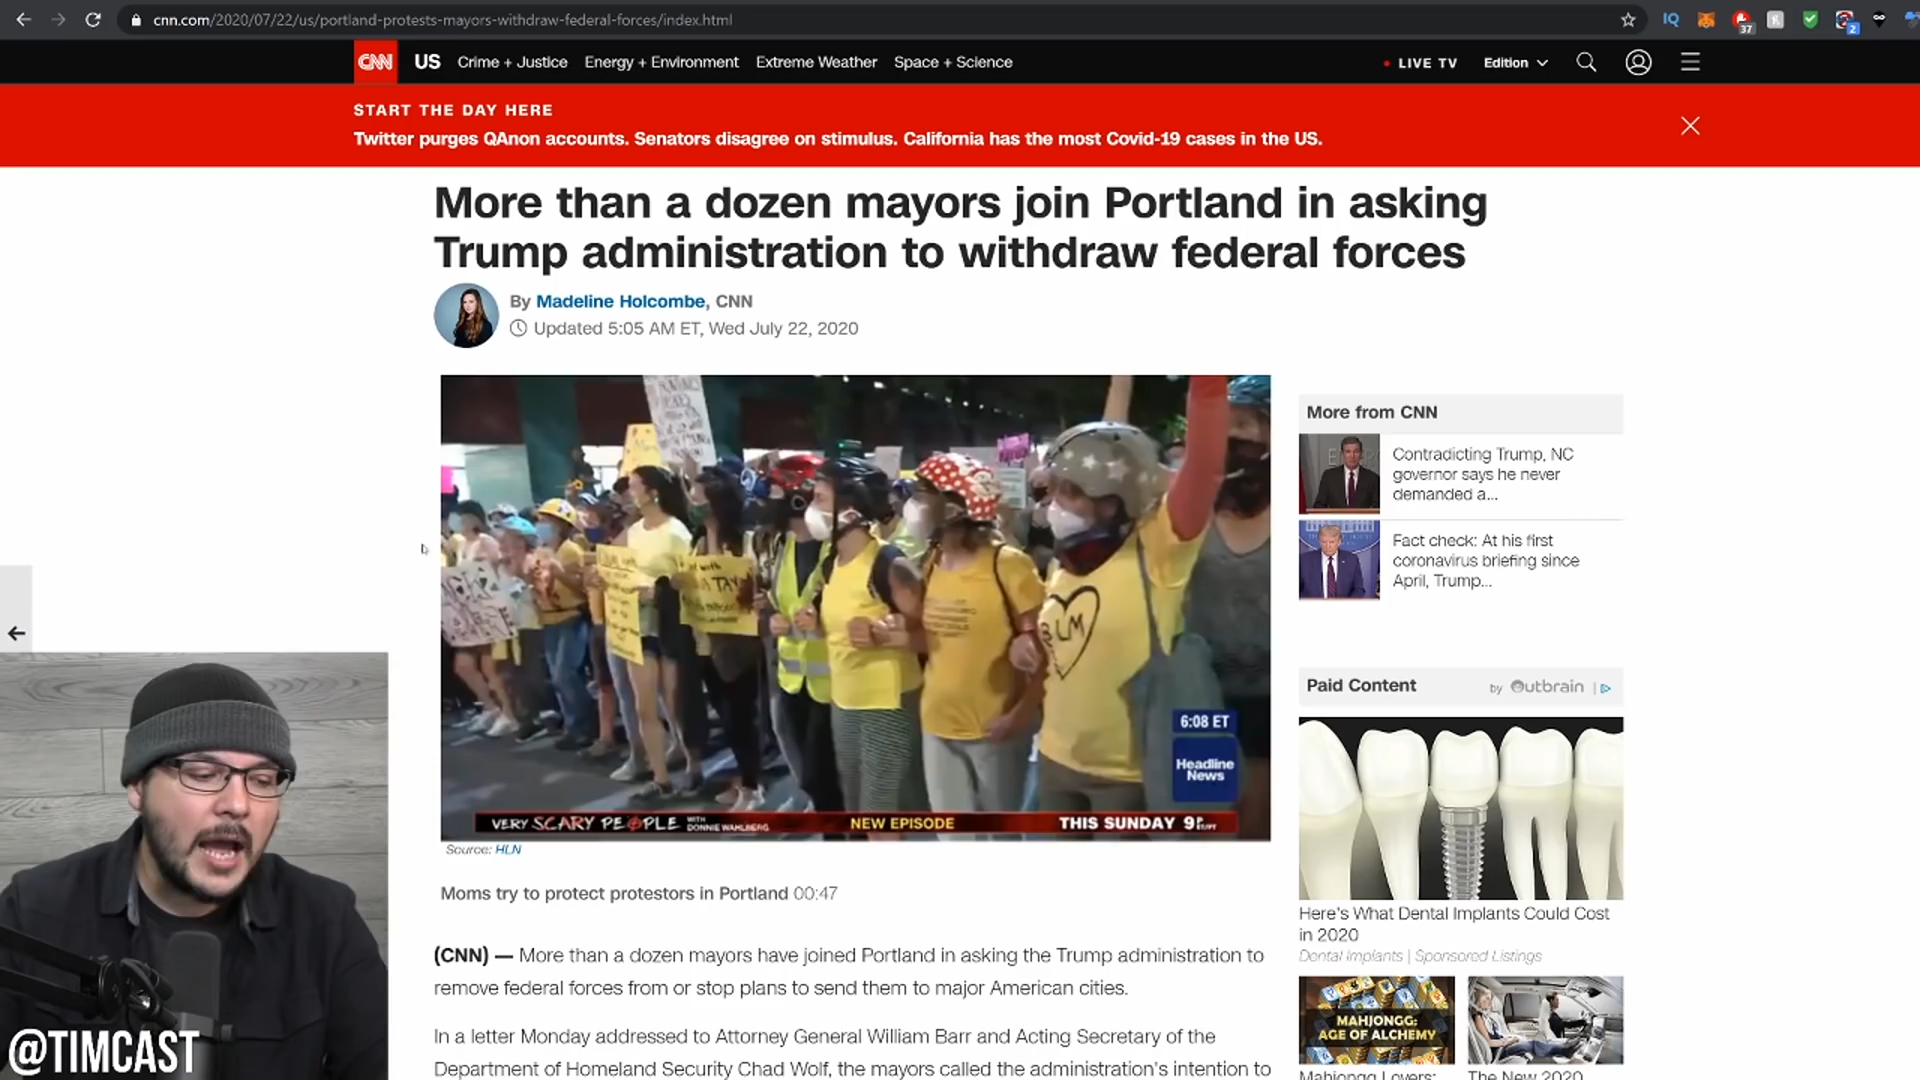 cnn.com/2020/07/22/us/portland-protests-mayors-withdraw-federal-forces/index.html
IQ
37
2
CNN US Crime + Justice Energy + Environment Extreme Weather Space + Science
LIVE TV Edition
START THE DAY HERE
Twitter purges QAnon accounts. Senators disagree on stimulus. California has the most Covid-19 cases in the US.
More than a dozen mayors join Portland in asking
Trump administration to withdraw federal forces
By Madeline Holcombe, CNN
Updated 5:05 AM ET, Wed July 22, 2020
BLM
6:08 ET
Headline
News
VERY SCARY PEOPLE WITH DONNIE WAHLBERG NEW EPISODE THIS SUNDAY 9P ET/PT
Source: HLN
Moms try to protect protestors in Portland 00:47
(CNN) — More than a dozen mayors have joined Portland in asking the Trump administration to
remove federal forces from or stop plans to send them to major American cities.
In a letter Monday addressed to Attorney General William Barr and Acting Secretary of the
Department of Homeland Security Chad Wolf, the mayors called the administration's intention to
More from CNN
Contradicting Trump, NC
governor says he never
demanded a...
Fact check: At his first
coronavirus briefing since
April, Trump...
Paid Content by Outbrain
Here's What Dental Implants Could Cost
in 2020
Dental Implants | Sponsored Listings
MAHJONGG:
AGE OF ALCHEMY
Mahjongg Lovers:
The New 2020
@TIMCAST